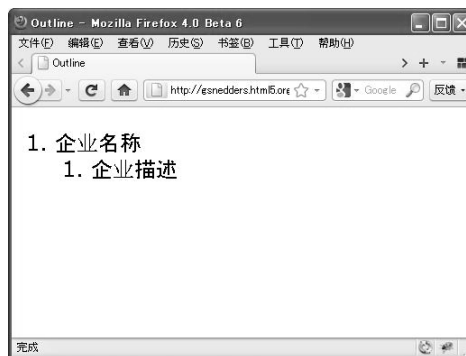 Outline - Mozilla Firefox 4.0 Beta 6
文件(F) 编辑(E) 查看(V) 历史(S) 书签(B) 工具(T) 帮助(H)
Outline
http://gsnedders.html5.org Google 反馈
1. 企业名称
1. 企业描述
完成